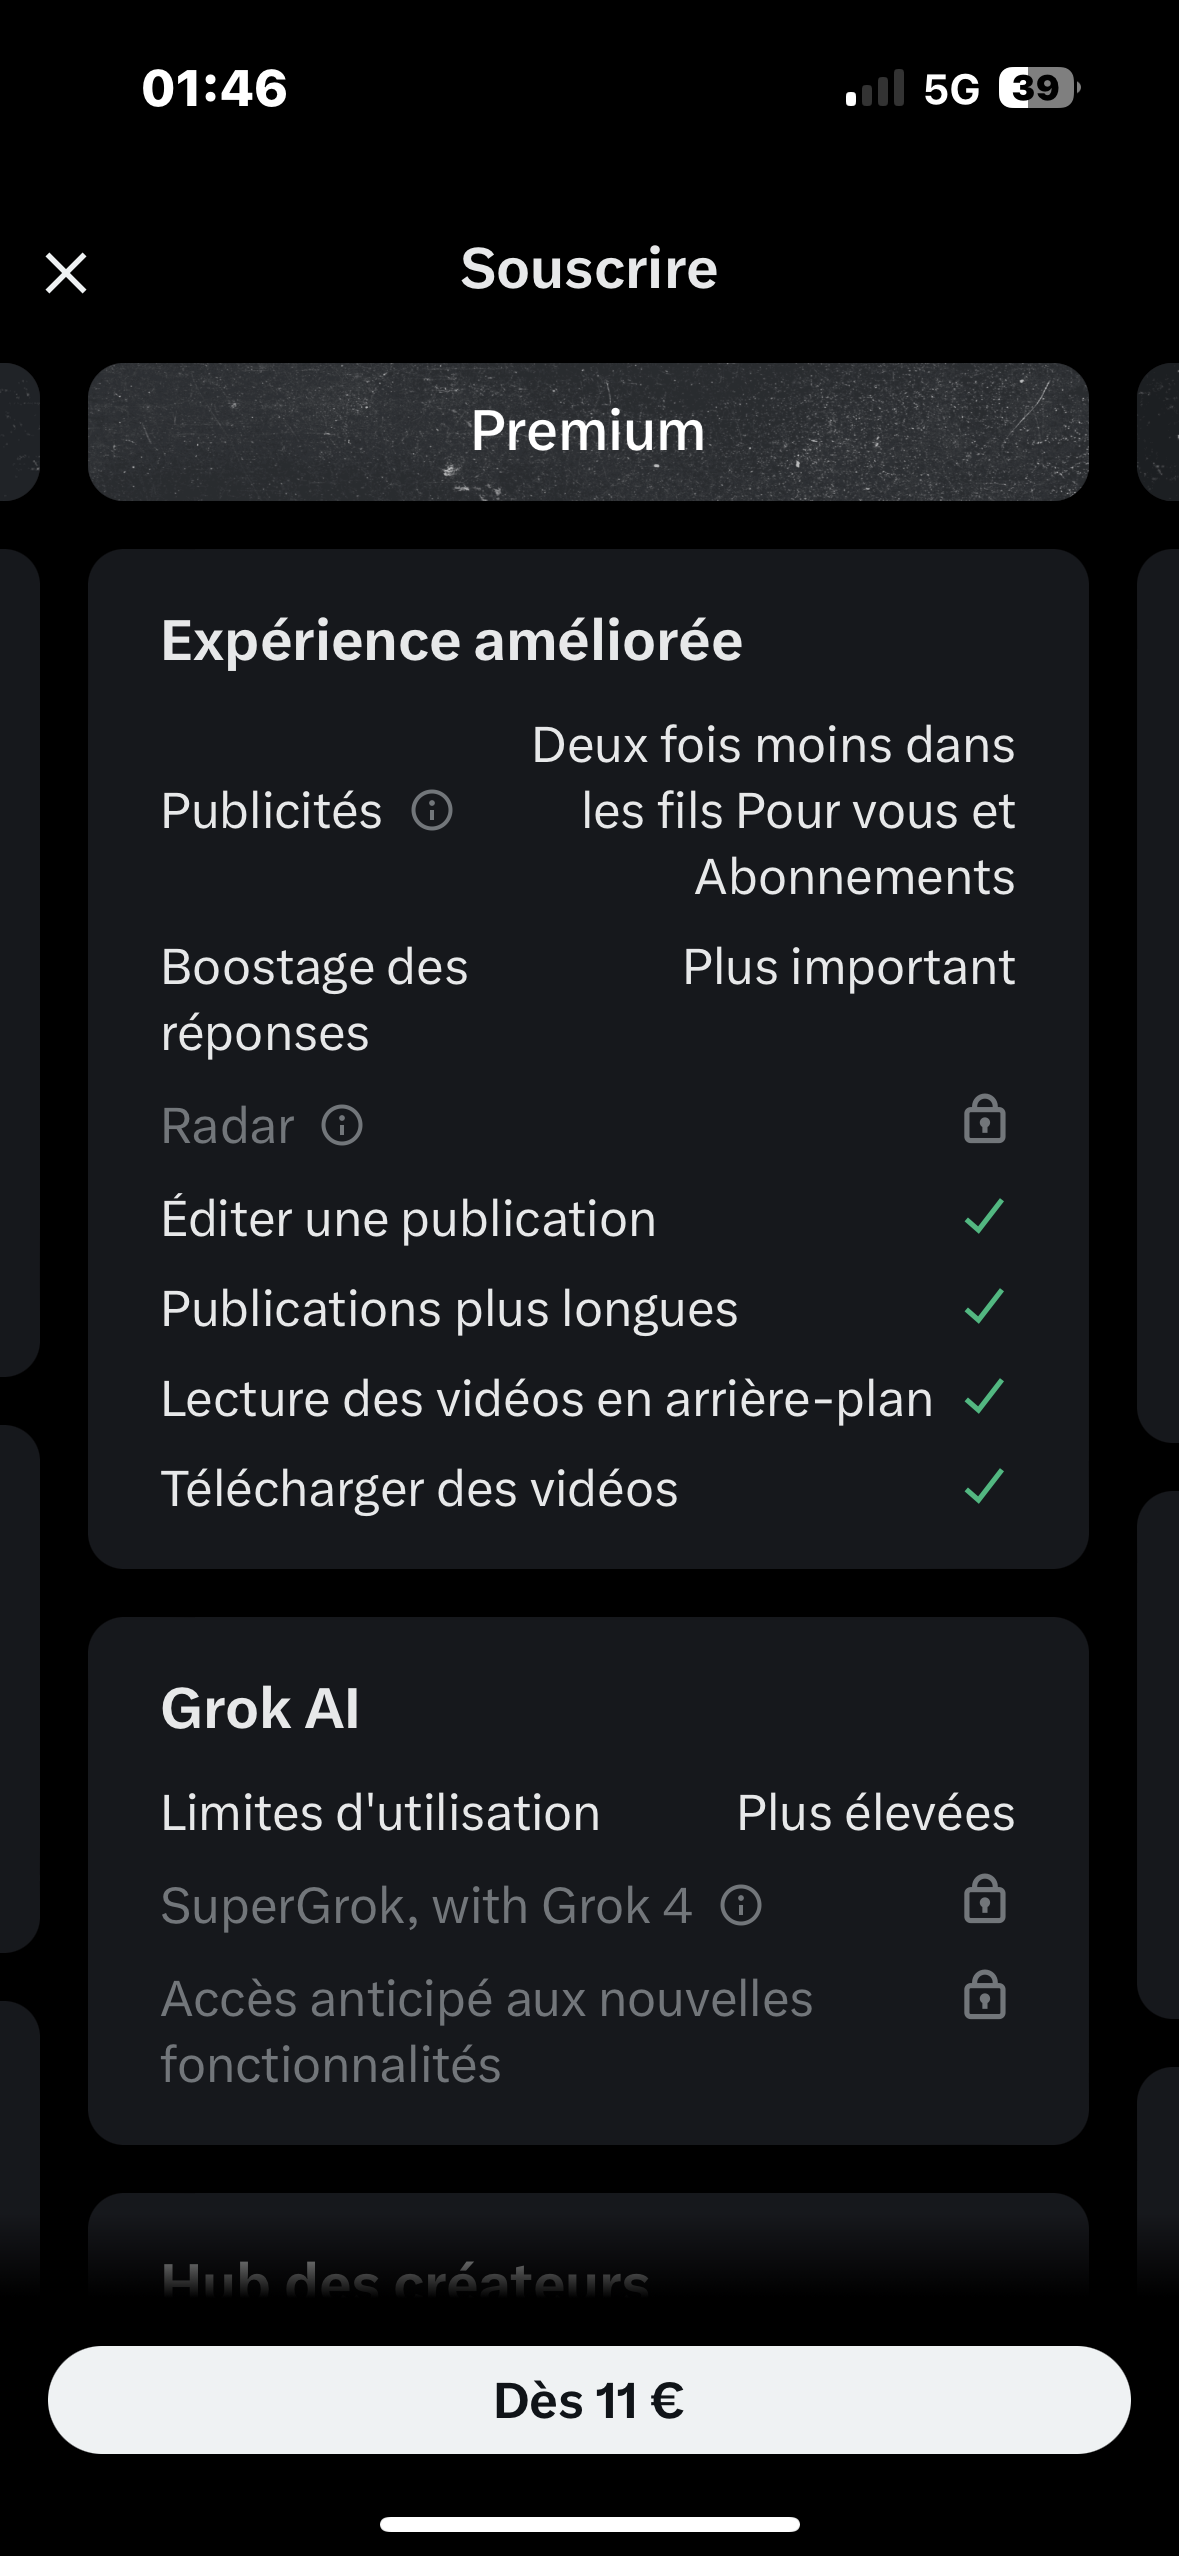 01:46
5G
39
Souscrire
Premium
Expérience améliorée
Publicités
Deux fois moins dans
les fils Pour vous et
Abonnements
Boostage des
réponses
Plus important
Radar
Éditer une publication
Publications plus longues
Lecture des vidéos en arrière-plan
Télécharger des vidéos
Grok AI
Limites d'utilisation
Plus élevées
SuperGrok, with Grok 4
Accès anticipé aux nouvelles
fonctionnalités
Hub des créateurs
Dès 11 €